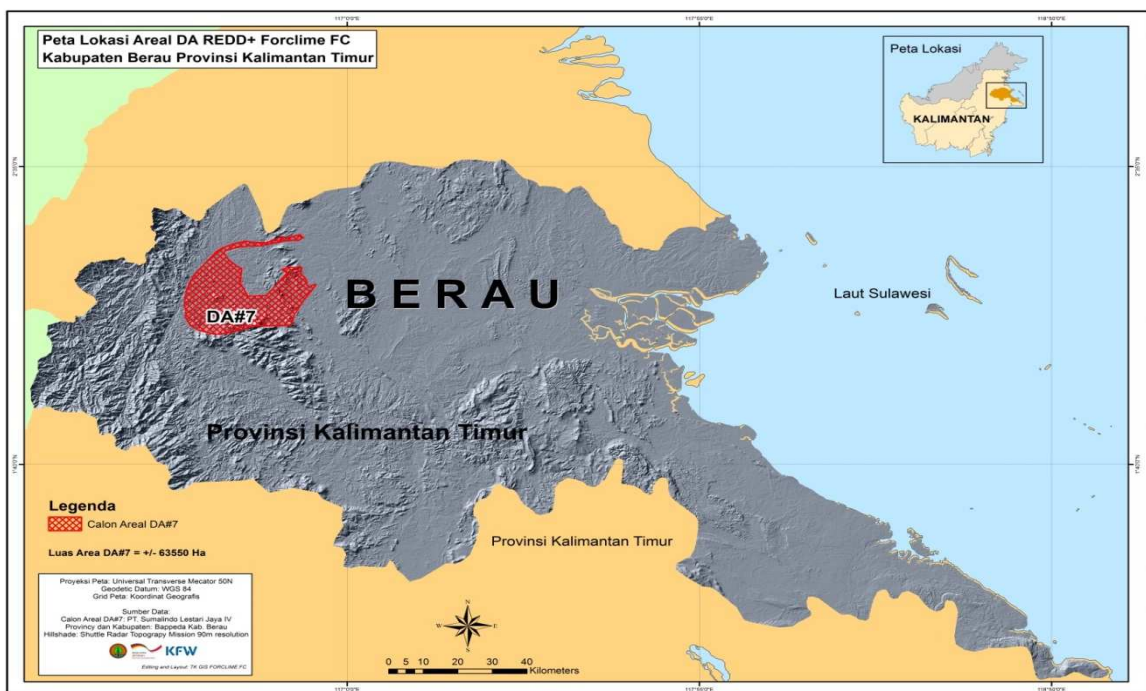 Peta Lokasi Areal DA REDD+ Forclime FC
Kabupaten Berau Provinsi Kalimantan Timur
Peta Lokasi
KALIMANTAN
BERAU
DA#7
Laut Sulawesi
Provinsi Kalimantan Timur
Provinsi Kalimantan Timur
Legenda
Calon Areal DA#7
Luas Area DA#7 = +/- 63550 Ha
Proyeksi Peta: Universal Transverse Mecator 50N
Geodetic Datum: WGS 84
Grid Peta: Koordinat Geografis
Sumber Data:
Calon Areal DA#7: PT. Sumalindo Lestari Jaya IV
Provincy dan Kabupaten: Bappeda Kab. Berau
Hillshade: Shuttle Radar Topograpy Mission 90m resolution
KFW
Editing and Layout: TK GIS FORCLIME FC
N
W E
S
0 5 10 20 30 40
Kilometers